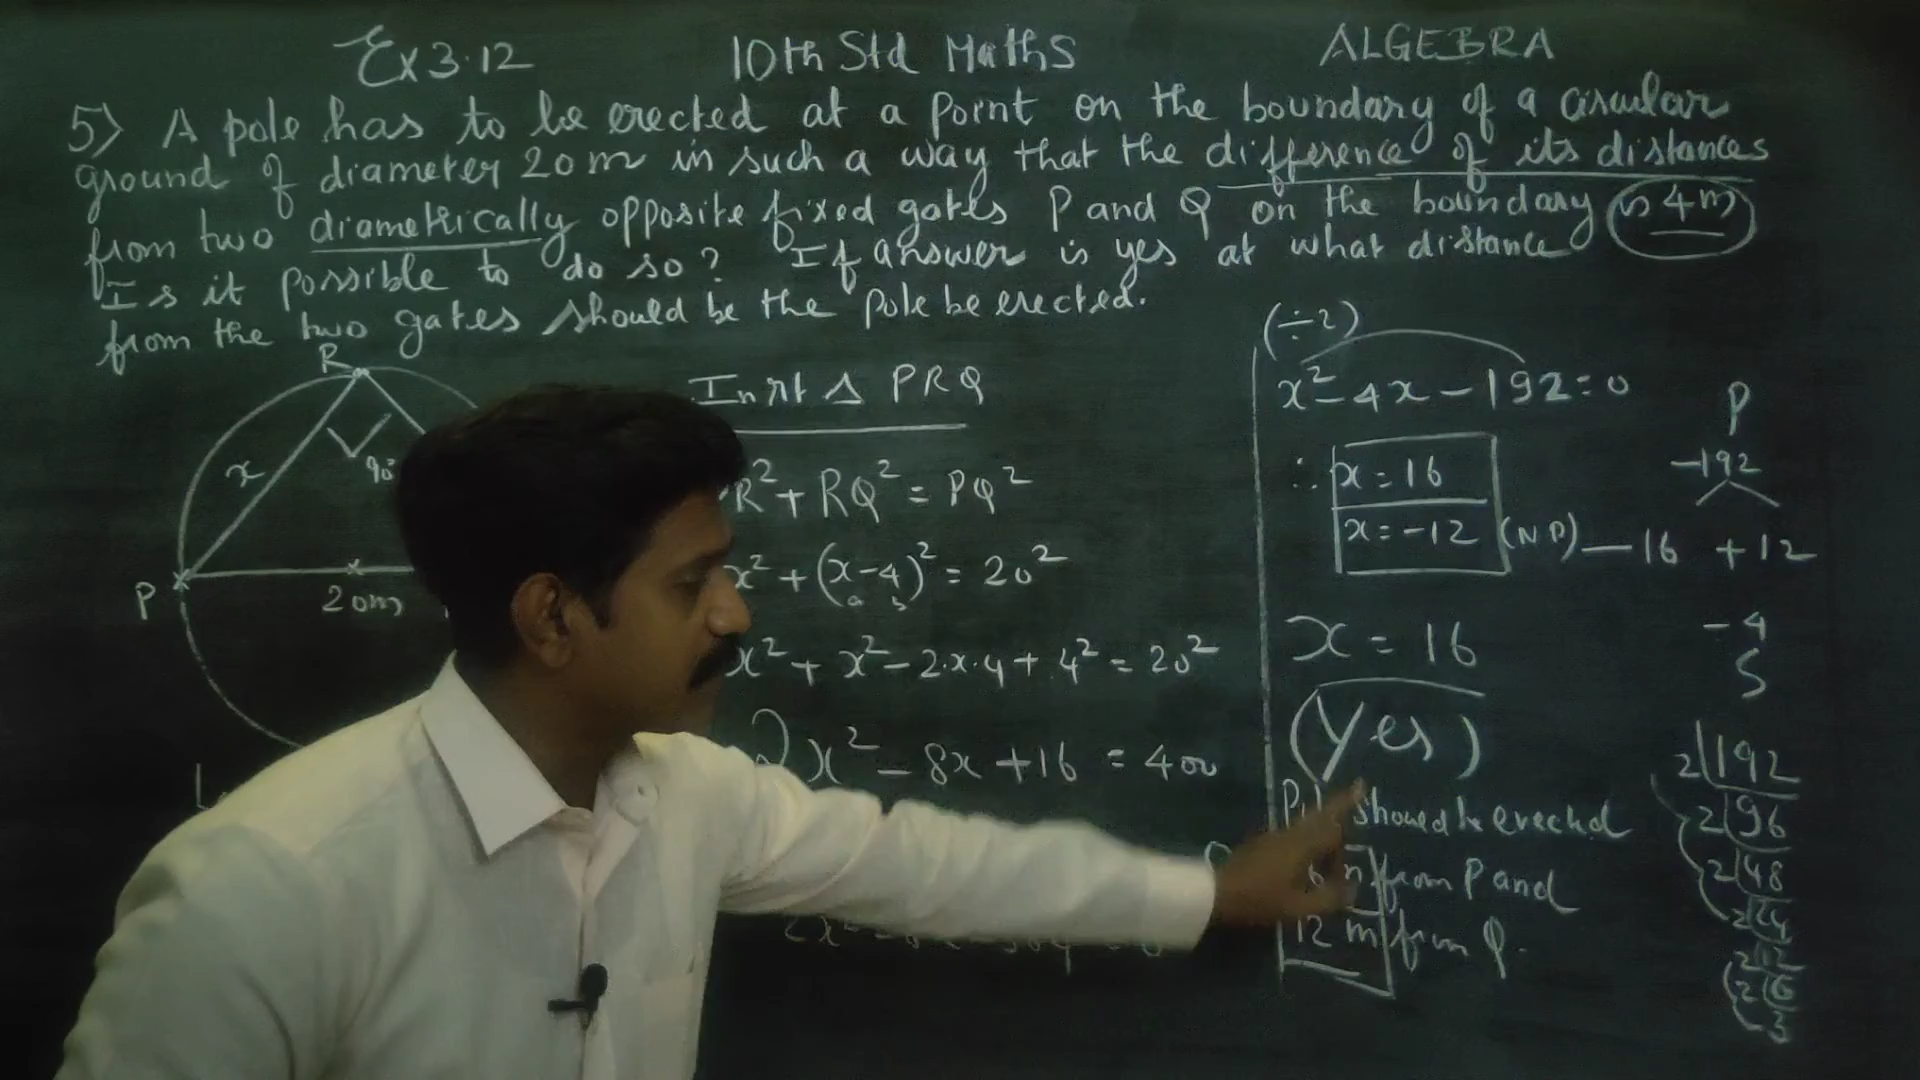 Ex 3.12
10th Std Maths
ALGEBRA
5) A pole has to be erected at a point on the boundary of a circular
ground of diameter 20m in such a way that the difference of its distances
from two diametrically opposite fixed gates P and Q on the boundary is 4m
Is it possible to do so? If answer is yes at what distance
from the two gates should be the pole be erected.
R
x
90°
P
20m
In rt Δ PRQ
R² + RQ² = PQ²
x² + (x-4)² = 20²
a b
x² + x² - 2·x·4 + 4² = 20²
2x² - 8x + 16 = 400
(÷2)
x² - 4x - 192 = 0
∴ x = 16
x = -12 (NP)
x = 16
(Yes)
should be erected
m from P and
12 m from Q.
P
-192
-16 +12
-4
S
2|192
2|96
2|48
2|24
2|12
2|6
3